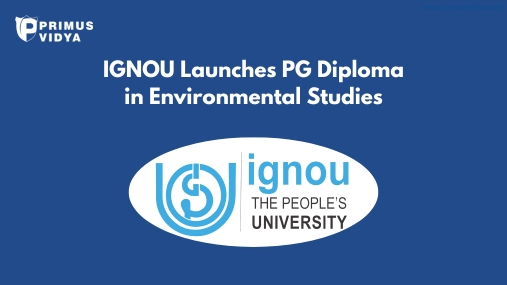 PRIMUS
VIDYA
IGNOU Launches PG Diploma
in Environmental Studies
ignou
THE PEOPLE'S
UNIVERSITY